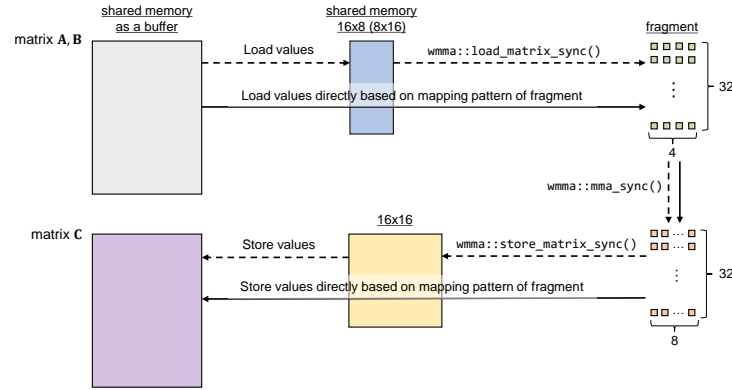 shared memory
as a buffer
shared memory
16x8 (8x16)
fragment
matrix A, B
Load values
wmma::load_matrix_sync()
Load values directly based on mapping pattern of fragment
32
4
wmma::mma_sync()
16x16
matrix C
Store values
wmma::store_matrix_sync()
Store values directly based on mapping pattern of fragment
32
8